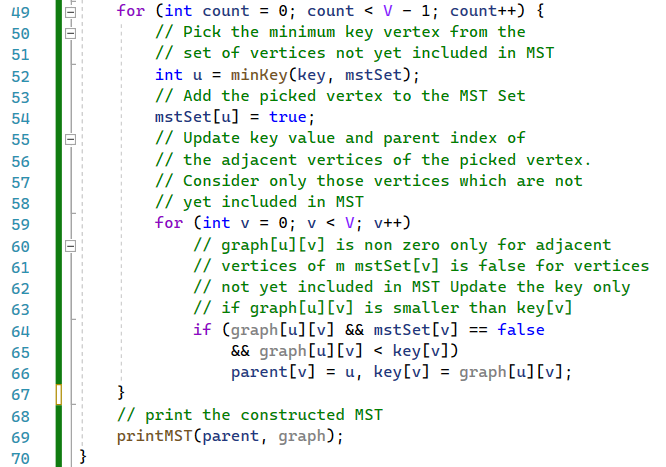 49 for (int count = 0; count < V - 1; count++) {
50 // Pick the minimum key vertex from the
51 // set of vertices not yet included in MST
52 int u = minKey(key, mstSet);
53 // Add the picked vertex to the MST Set
54 mstSet[u] = true;
55 // Update key value and parent index of
56 // the adjacent vertices of the picked vertex.
57 // Consider only those vertices which are not
58 // yet included in MST
59 for (int v = 0; v < V; v++)
60 // graph[u][v] is non zero only for adjacent
61 // vertices of m mstSet[v] is false for vertices
62 // not yet included in MST Update the key only
63 // if graph[u][v] is smaller than key[v]
64 if (graph[u][v] && mstSet[v] == false
65 && graph[u][v] < key[v])
66 parent[v] = u, key[v] = graph[u][v];
67 }
68 // print the constructed MST
69 printMST(parent, graph);
70 }